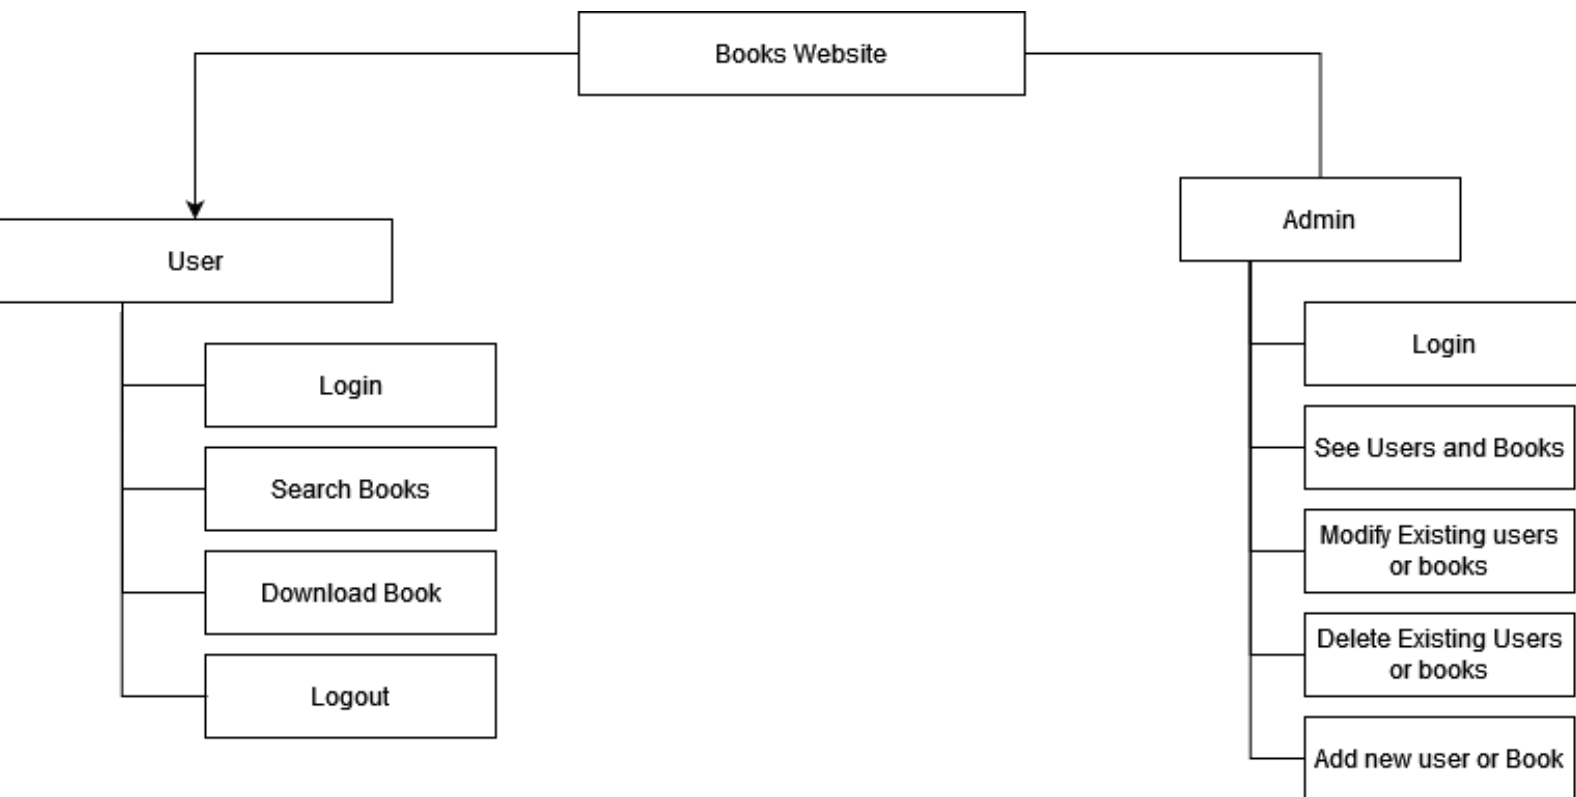 Books Website
User
Login
Search Books
Download Book
Logout
Admin
Login
See Users and Books
Modify Existing users
or books
Delete Existing Users
or books
Add new user or Book